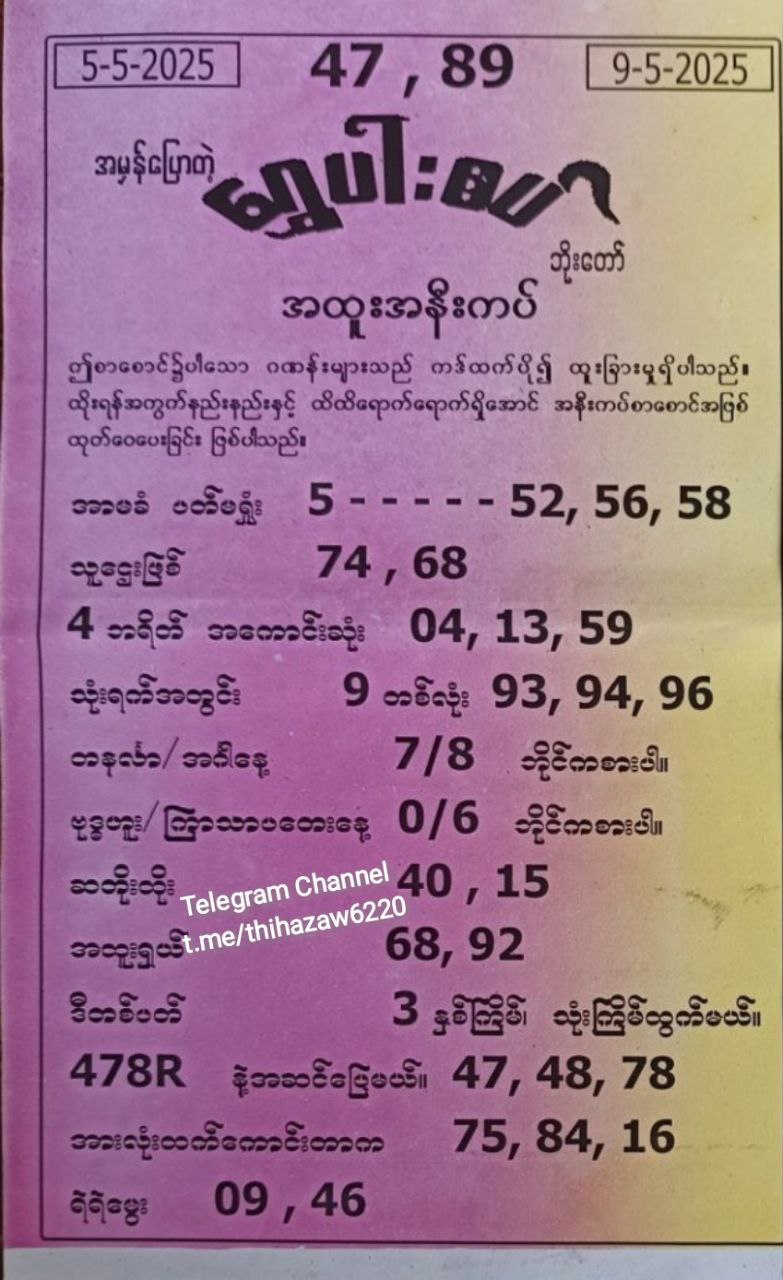 5-5-2025 47 , 89 9-5-2025
အမှန်ပြောတဲ့
ရွှေပါးစပ်
ဘိုးတော်
အထူးအနီးကပ်
ဤစာစောင်၌ပါသော ဂဏန်းများသည် ကဒ်ထက်ပို၍ ထူးခြားမှုရှိပါသည်။
ထိုးရန်အကွက်နည်းနည်းနှင့် ထိထိရောက်ရောက်ရှိအောင် အနီးကပ်စာစောင်အဖြစ်
ထုတ်ဝေပေးခြင်း ဖြစ်ပါသည်။
အာမခံ ပတ်မရှုံး 5 - - - - - 52, 56, 58
သူဌေးဖြစ် 74 , 68
4 ဘရိတ် အကောင်းဆုံး 04, 13, 59
သုံးရက်အတွင်း 9 တစ်လုံး 93, 94, 96
တနင်္လာ/အင်္ဂါနေ့ 7/8 ဘိုင်ကစားပါ။
ဗုဒ္ဓဟူး/ကြာသာပတေးနေ့ 0/6 ဘိုင်ကစားပါ။
ဆတိုးထိုး 40 , 15
Telegram Channel
t.me/thihazaw6220
အထူးရှယ် 68, 92
ဒီတစ်ပတ် 3 နှစ်ကြိမ်၊ သုံးကြိမ်ထွက်မယ်။
478R နဲ့အဆင်ပြေမယ်။ 47, 48, 78
အားလုံးထက်ကောင်းတာက 75, 84, 16
ရဲရဲမွေး 09 , 46